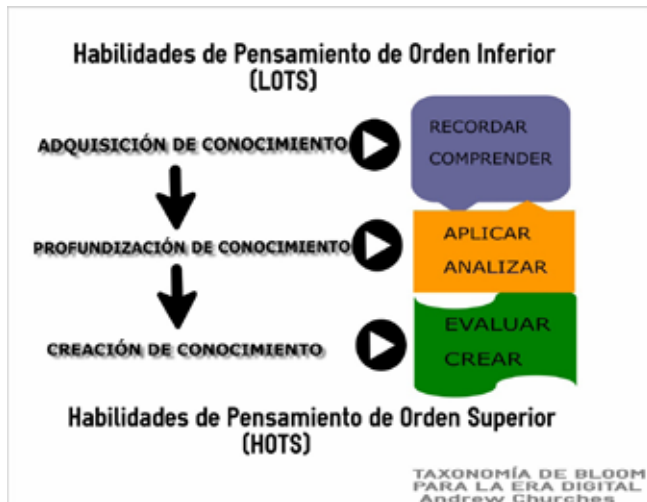 Habilidades de Pensamiento de Orden Inferior
(LOTS)
ADQUISICIÓN DE CONOCIMIENTO
RECORDAR
COMPRENDER
PROFUNDIZACIÓN DE CONOCIMIENTO
APLICAR
ANALIZAR
CREACIÓN DE CONOCIMIENTO
EVALUAR
CREAR
Habilidades de Pensamiento de Orden Superior
(HOTS)
TAXONOMÍA DE BLOOM
PARA LA ERA DIGITAL
Andrew Churches